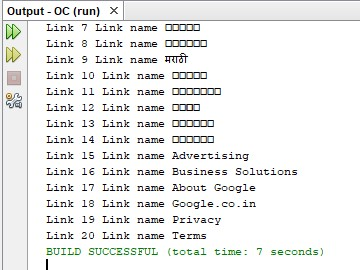 Output - OC (run)
Link 7 Link name □□□□□
Link 8 Link name □□□□□□
Link 9 Link name मराठी
Link 10 Link name □□□□□
Link 11 Link name □□□□□□□
Link 12 Link name □□□□
Link 13 Link name □□□□□□
Link 14 Link name □□□□□□
Link 15 Link name Advertising
Link 16 Link name Business Solutions
Link 17 Link name About Google
Link 18 Link name Google.co.in
Link 19 Link name Privacy
Link 20 Link name Terms
BUILD SUCCESSFUL (total time: 7 seconds)